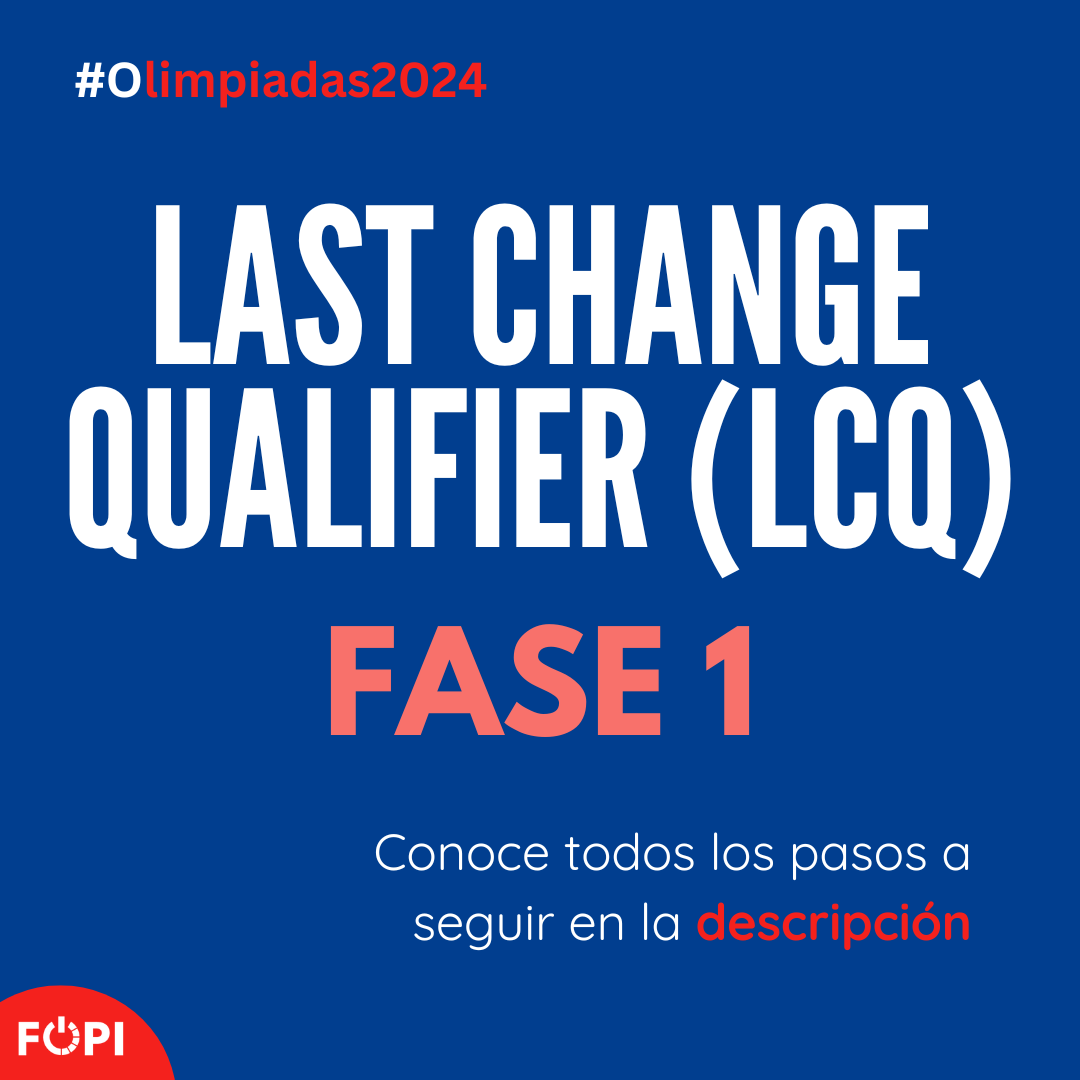 #Olimpiadas2024
LAST CHANGE
QUALIFIER (LCQ)
FASE 1
Conoce todos los pasos a
seguir en la descripción
FOPI